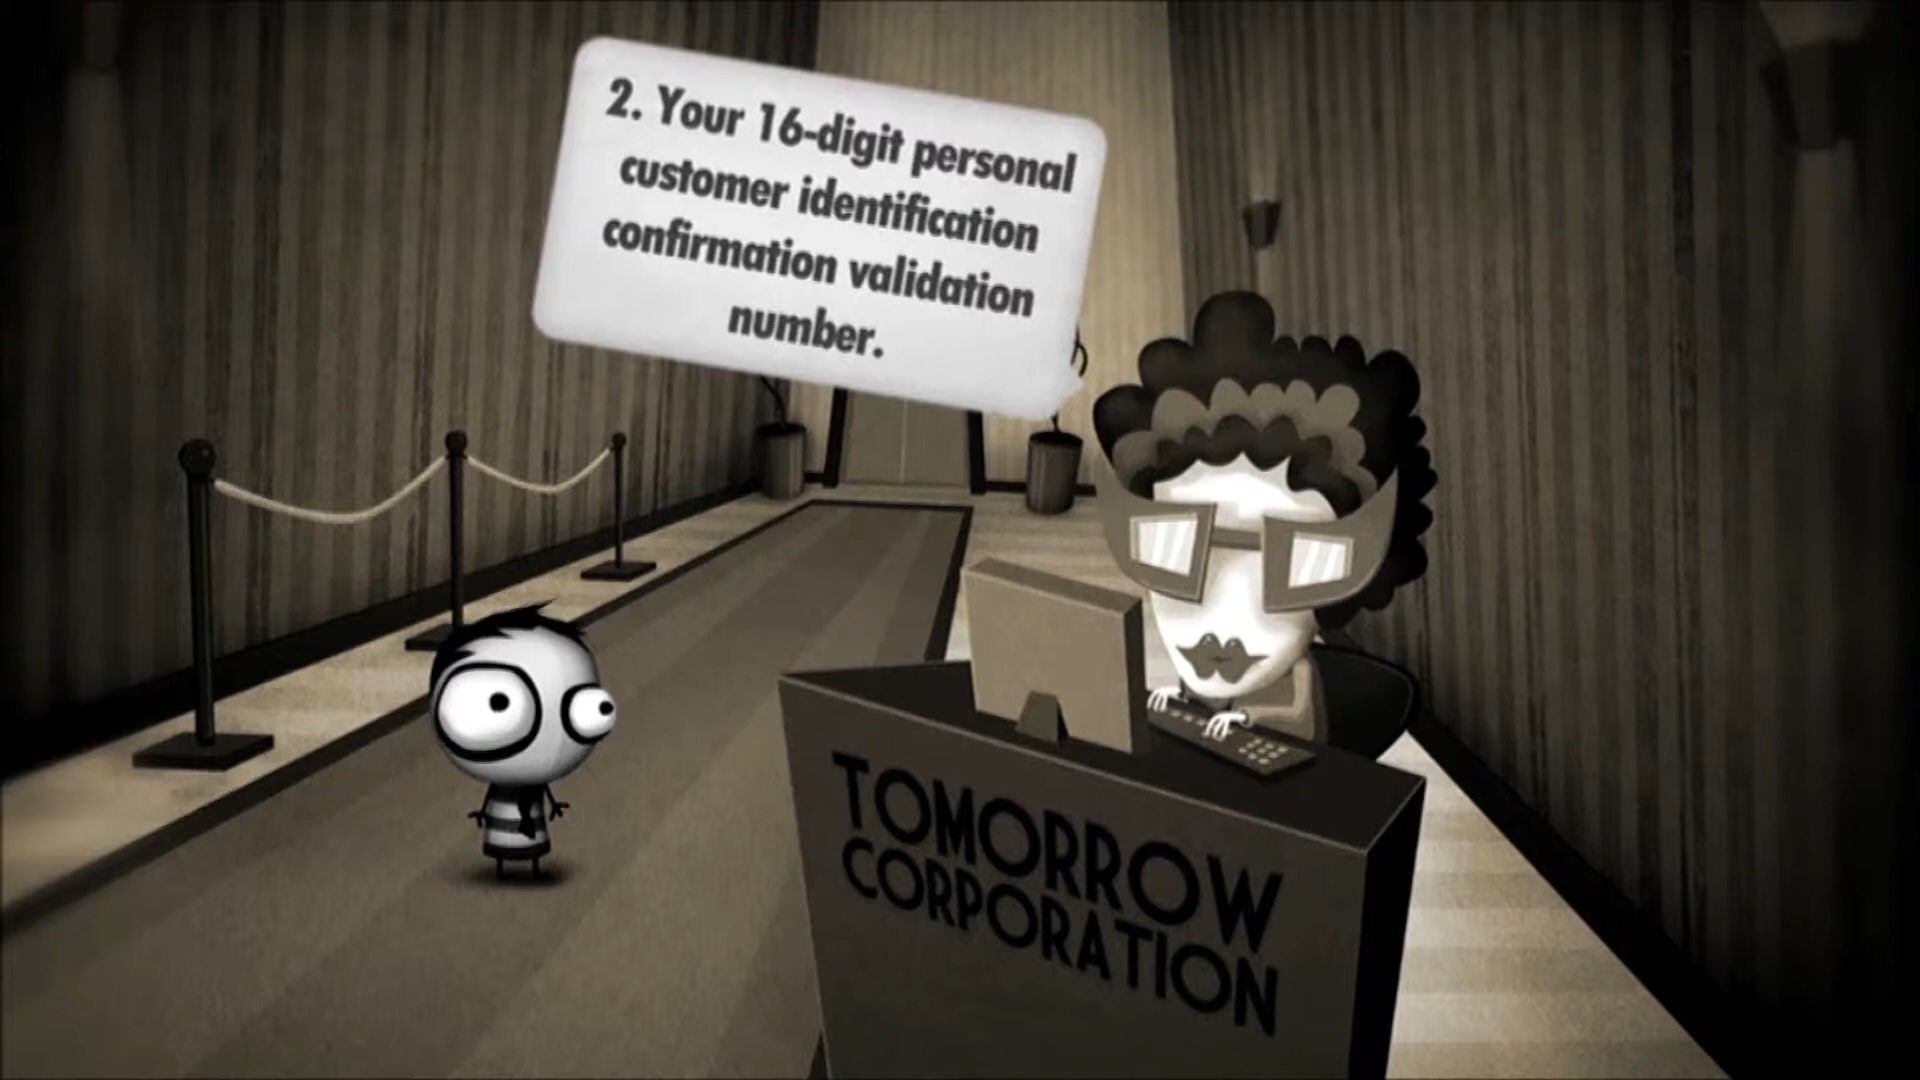 2. Your 16-digit personal
customer identification
confirmation validation
number.
TOMORROW
CORPORATION